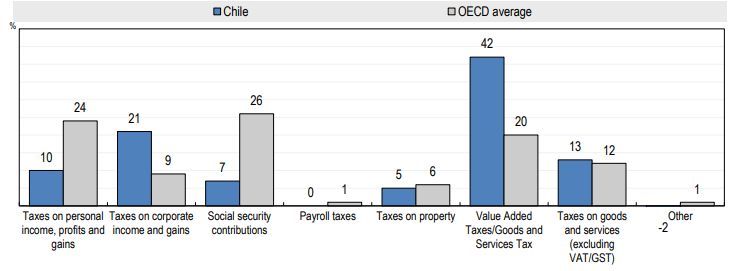 Chile
OECD average
%
10
24
21
9
7
26
0
1
5
6
42
20
13
12
-2
1
Taxes on personal
income, profits and
gains
Taxes on corporate
income and gains
Social security
contributions
Payroll taxes
Taxes on property
Value Added
Taxes/Goods and
Services Tax
Taxes on goods
and services
(excluding
VAT/GST)
Other